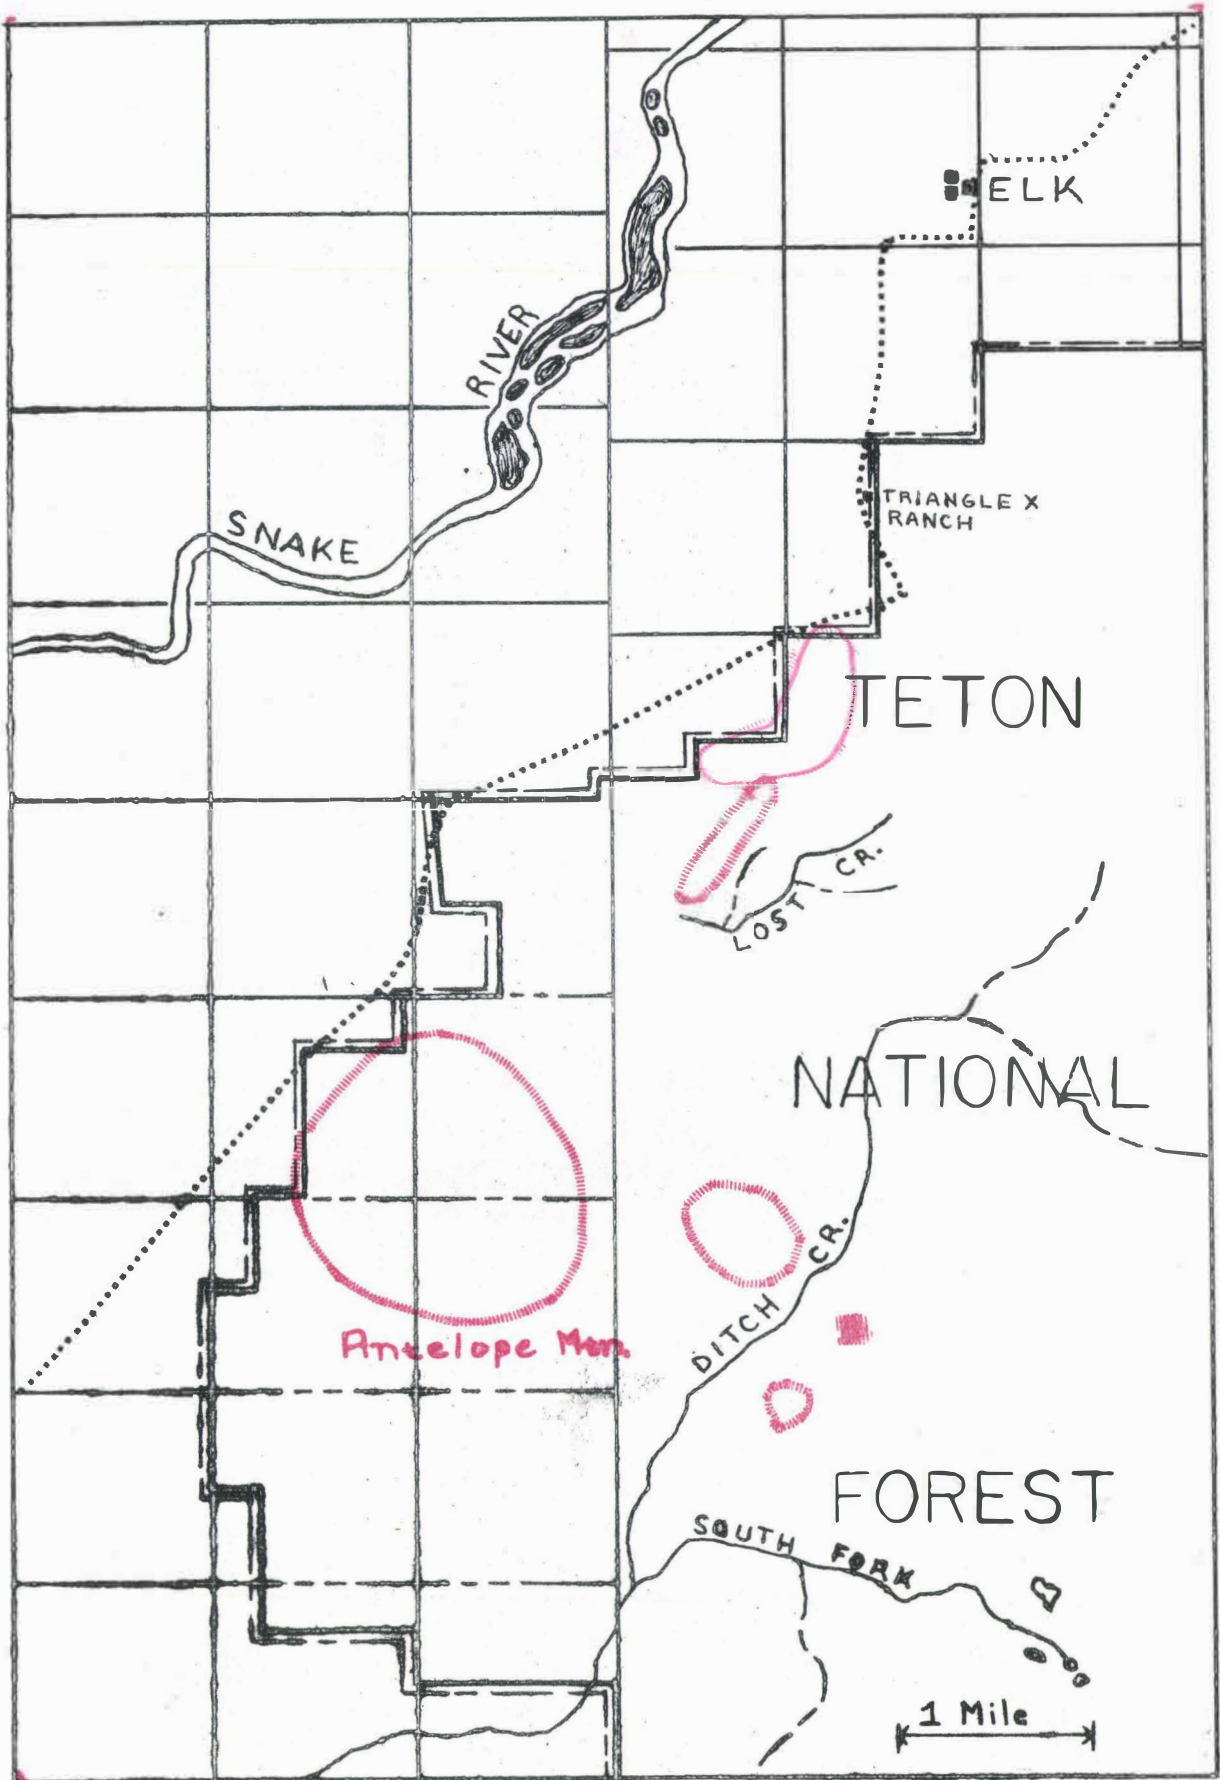 ELK
RIVER
TRIANGLE X
RANCH
SNAKE
TETON
LOST CR.
NATIONAL
DITCH CR.
Antelope Mtn.
FOREST
SOUTH FORK
1 Mile